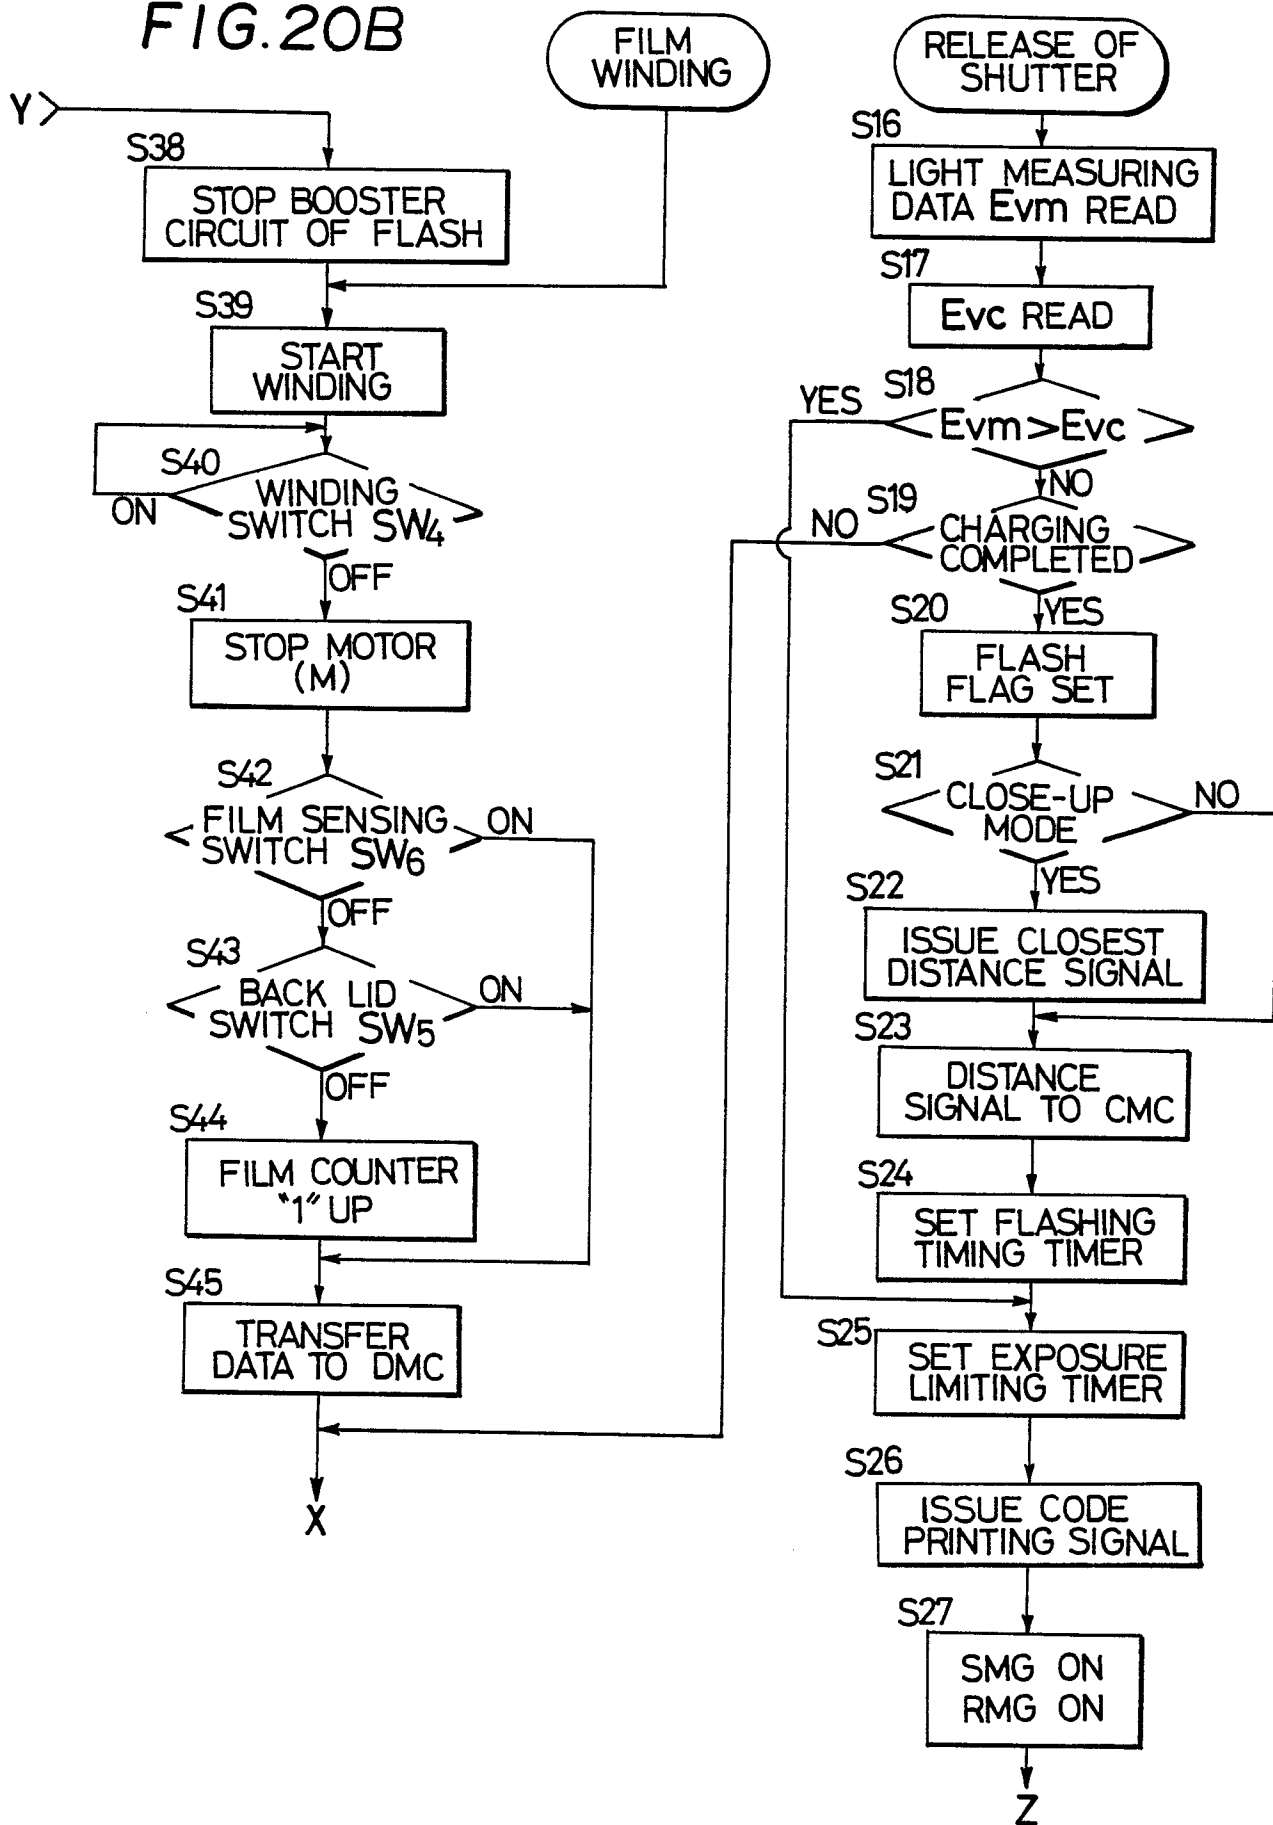 FIG.20B
Y
S38
STOP BOOSTER
CIRCUIT OF FLASH
FILM
WINDING
S39
START
WINDING
S40
WINDING
SWITCH SW4
ON
OFF
S41
STOP MOTOR
(M)
S42
FILM SENSING
SWITCH SW6
ON
OFF
S43
BACK LID
SWITCH SW5
ON
OFF
S44
FILM COUNTER
"1" UP
S45
TRANSFER
DATA TO DMC
X
RELEASE OF
SHUTTER
S16
LIGHT MEASURING
DATA Evm READ
S17
Evc READ
S18
YES
Evm>Evc
NO
S19
NO
CHARGING
COMPLETED
YES
S20
FLASH
FLAG SET
S21
CLOSE-UP
MODE
NO
YES
S22
ISSUE CLOSEST
DISTANCE SIGNAL
S23
DISTANCE
SIGNAL TO CMC
S24
SET FLASHING
TIMING TIMER
S25
SET EXPOSURE
LIMITING TIMER
S26
ISSUE CODE
PRINTING SIGNAL
S27
SMG ON
RMG ON
Z